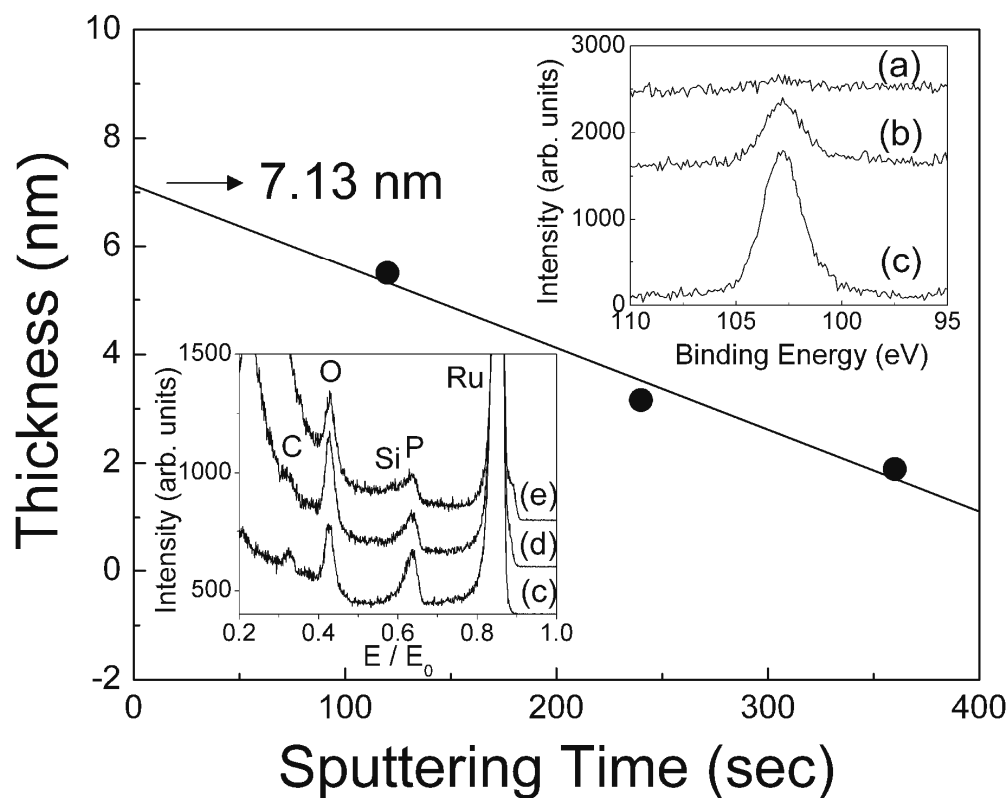 Thickness (nm)
10
8
6
4
2
0
-2
0
100
200
300
400
Sputtering Time (sec)
7.13 nm
Intensity (arb. units)
3000
2000
1000
0
110
105
100
95
Binding Energy (eV)
(a)
(b)
(c)
Intensity (arb. units)
1500
1000
500
0.2
0.4
0.6
0.8
1.0
E / E0
C
O
Si
P
Ru
(e)
(d)
(c)